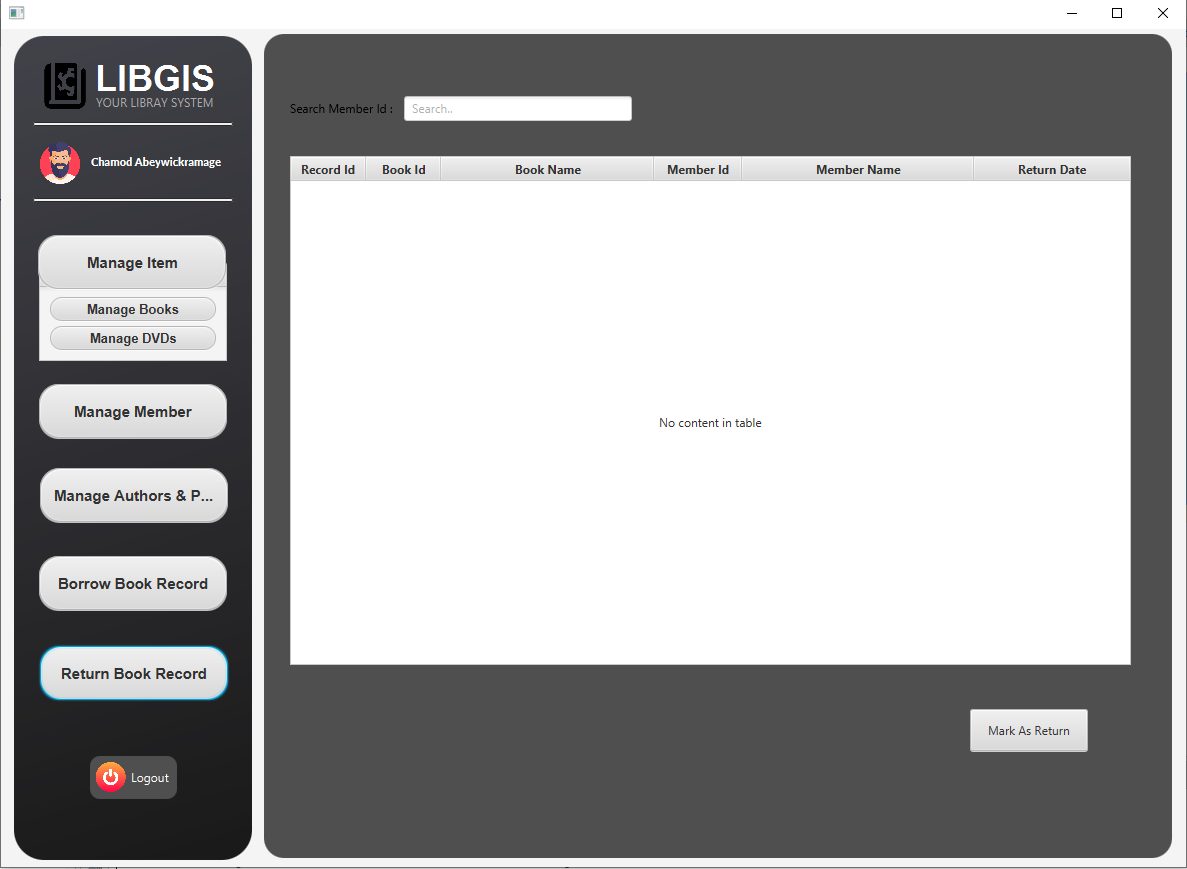 LIBGIS
YOUR LIBRAY SYSTEM
Chamod Abeywickramage
Manage Item
Manage Books
Manage DVDs
Manage Member
Manage Authors & P...
Borrow Book Record
Return Book Record
Logout
Search Member Id :
Search..
Record Id
Book Id
Book Name
Member Id
Member Name
Return Date
No content in table
Mark As Return